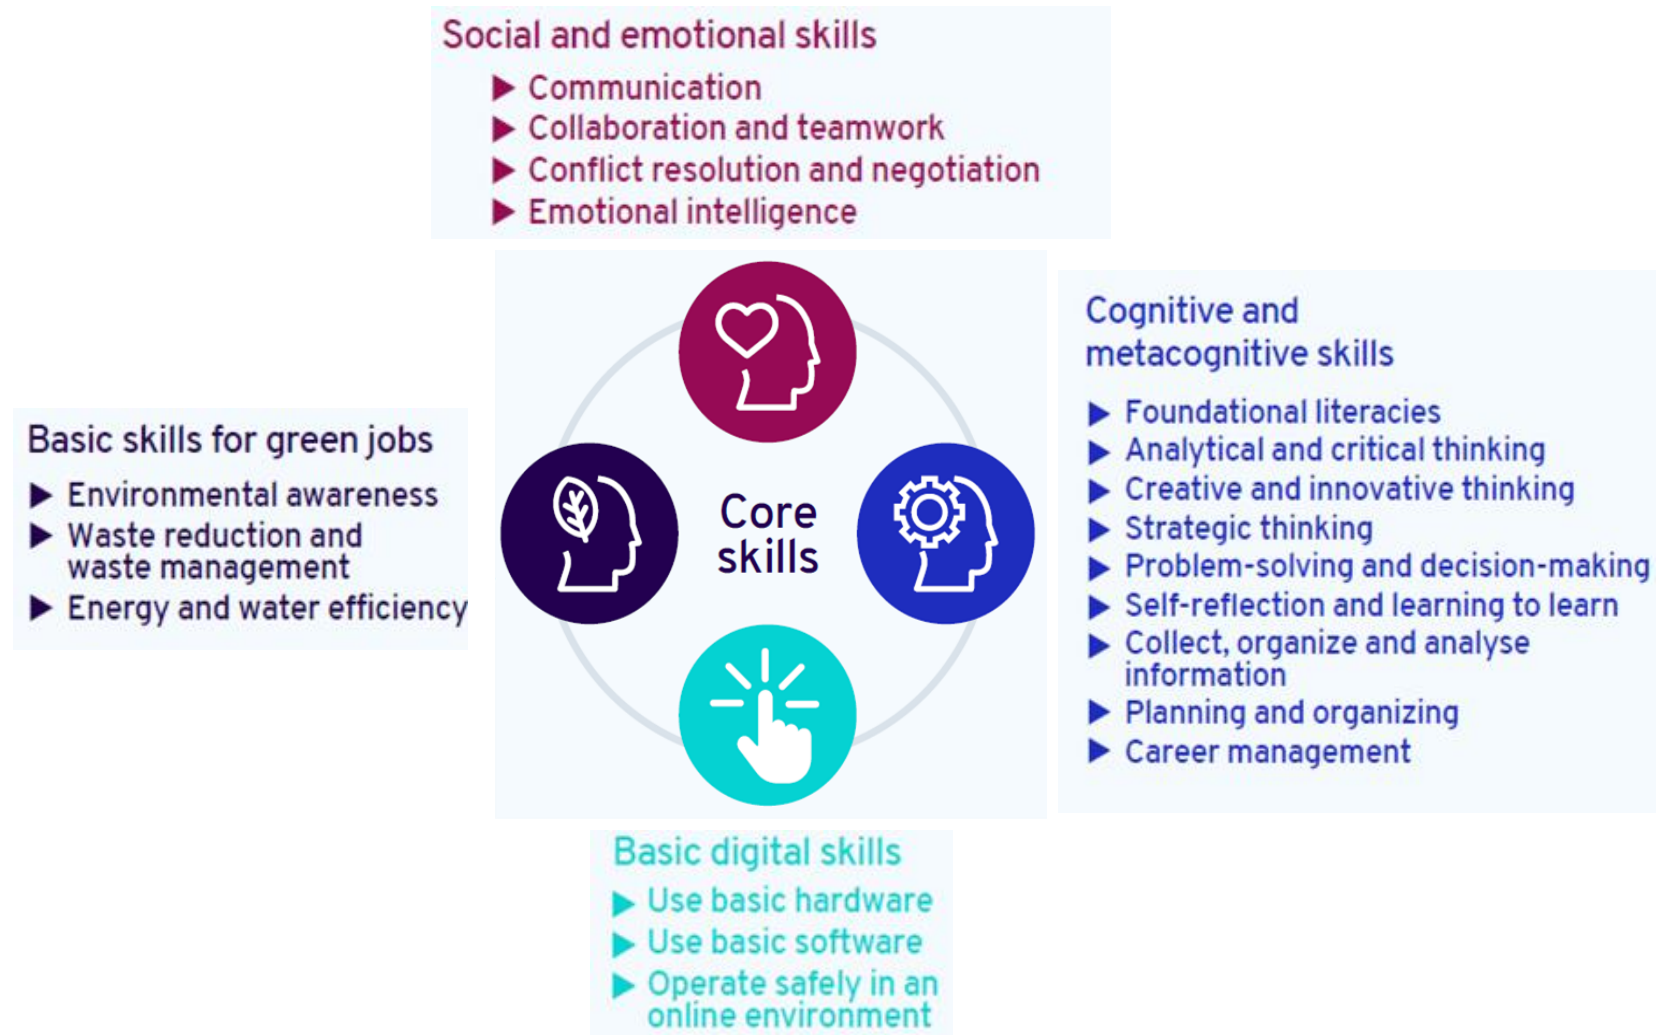 Social and emotional skills
Communication
Collaboration and teamwork
Conflict resolution and negotiation
Emotional intelligence
Cognitive and
metacognitive skills
Foundational literacies
Analytical and critical thinking
Creative and innovative thinking
Strategic thinking
Problem-solving and decision-making
Self-reflection and learning to learn
Collect, organize and analyse
information
Planning and organizing
Career management
Basic skills for green jobs
Environmental awareness
Waste reduction and
waste management
Energy and water efficiency
Core
skills
Basic digital skills
Use basic hardware
Use basic software
Operate safely in an
online environment